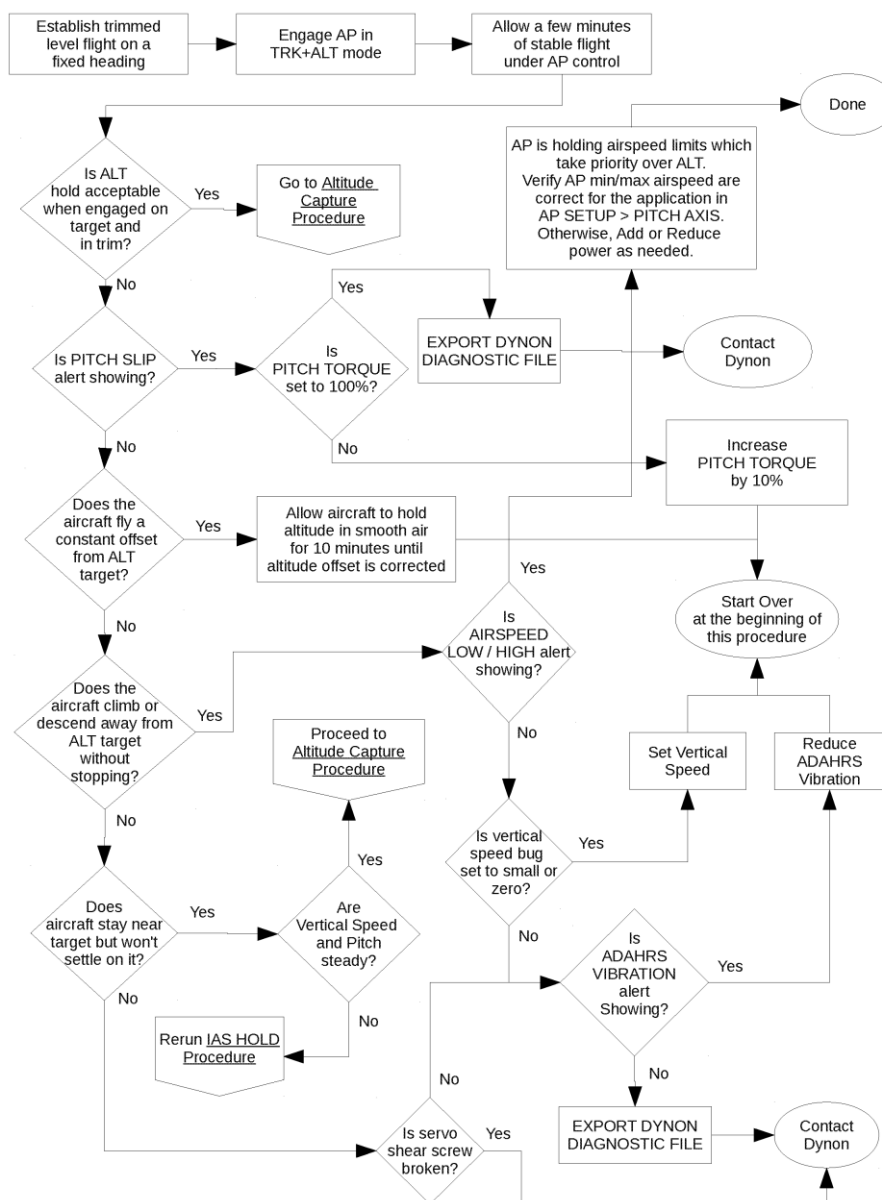 Establish trimmed
level flight on a
fixed heading
Engage AP in
TRK+ALT mode
Allow a few minutes
of stable flight
under AP control
Done
AP is holding airspeed limits which
take priority over ALT.
Verify AP min/max airspeed are
correct for the application in
AP SETUP > PITCH AXIS.
Otherwise, Add or Reduce
power as needed.
Is ALT
hold acceptable
when engaged on
target and
in trim?
Yes
Go to Altitude
Capture
Procedure
No
Yes
Is PITCH SLIP
alert showing?
Yes
Is
PITCH TORQUE
set to 100%?
EXPORT DYNON
DIAGNOSTIC FILE
Contact
Dynon
No
No
Increase
PITCH TORQUE
by 10%
Does the
aircraft fly a
constant offset
from ALT
target?
Yes
Allow aircraft to hold
altitude in smooth air
for 10 minutes until
altitude offset is corrected
Yes
Start Over
at the beginning of
this procedure
No
Is
AIRSPEED
LOW / HIGH alert
showing?
Does the
aircraft climb or
descend away from
ALT target
without
stopping?
Yes
No
Proceed to
Altitude Capture
Procedure
Set Vertical
Speed
Reduce
ADAHRS
Vibration
No
Yes
Is vertical
speed bug
set to small or
zero?
Yes
Does
aircraft stay near
target but won't
settle on it?
Yes
Are
Vertical Speed
and Pitch
steady?
No
Is
ADAHRS
VIBRATION
alert
Showing?
Yes
No
No
Rerun IAS HOLD
Procedure
No
No
Is servo
shear screw
broken?
Yes
EXPORT DYNON
DIAGNOSTIC FILE
Contact
Dynon